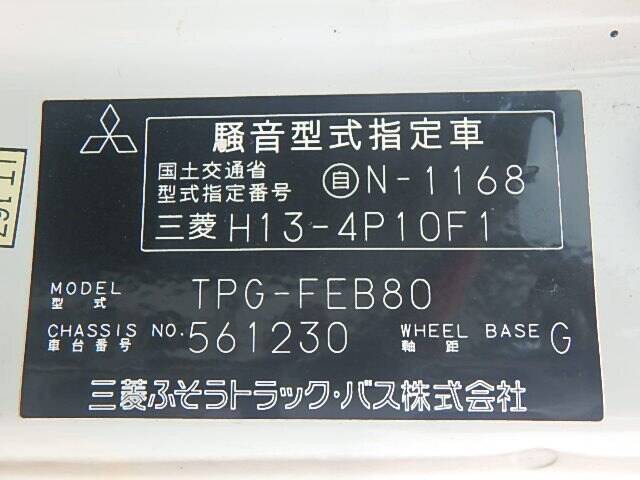 騒音型式指定車
国土交通省
型式指定番号 自N-1168
三菱 H13-4P10F1
MODEL TPG-FEB80
型式
CHASSIS NO. 561230 WHEEL BASE G
車台番号 軸距
三菱ふそうトラック・バス株式会社